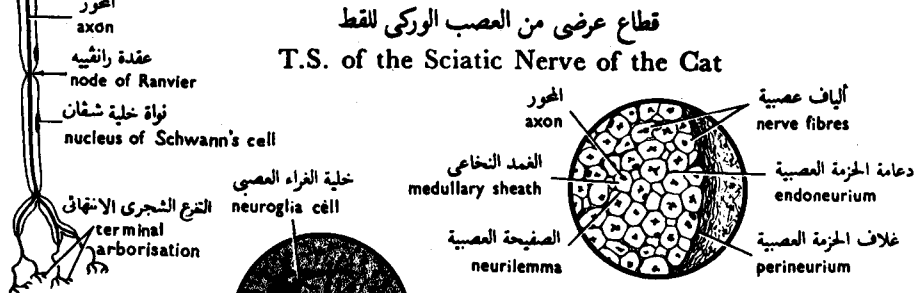 المحور
axon
عقدة رانڤييه
node of Ranvier
نواة خلية شڤان
nucleus of Schwann's cell
التفرع الشجرى الانتهائى
terminal
arborisation
خلية الغراء العصبى
neuroglia cell
قطاع عرضى من العصب الوركى للقط
T.S. of the Sciatic Nerve of the Cat
المحور
axon
الغمد النخاعى
medullary sheath
الصفيحة العصبية
neurilemma
ألياف عصبية
nerve fibres
دعامة الحزمة العصبية
endoneurium
غلاف الحزمة العصبية
perineurium